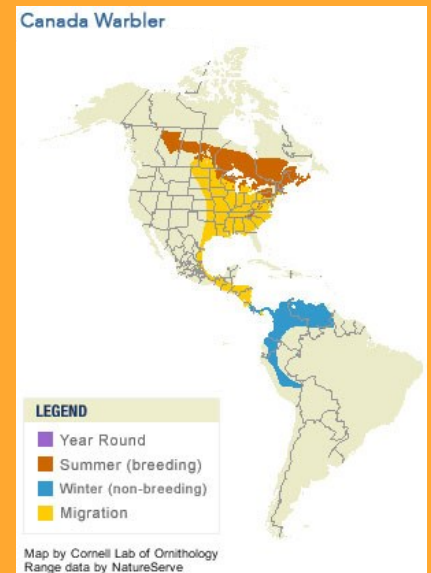 Canada Warbler
LEGEND
Year Round
Summer (breeding)
Winter (non-breeding)
Migration
Map by Cornell Lab of Ornithology
Range data by NatureServe